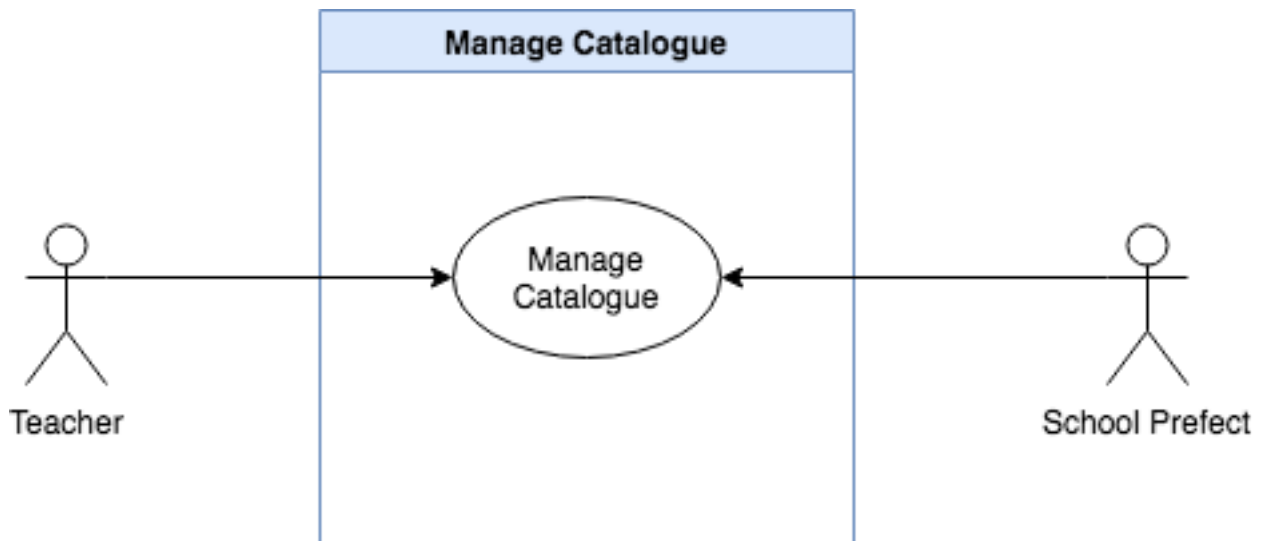 Manage Catalogue
Manage
Catalogue
Teacher
School Prefect